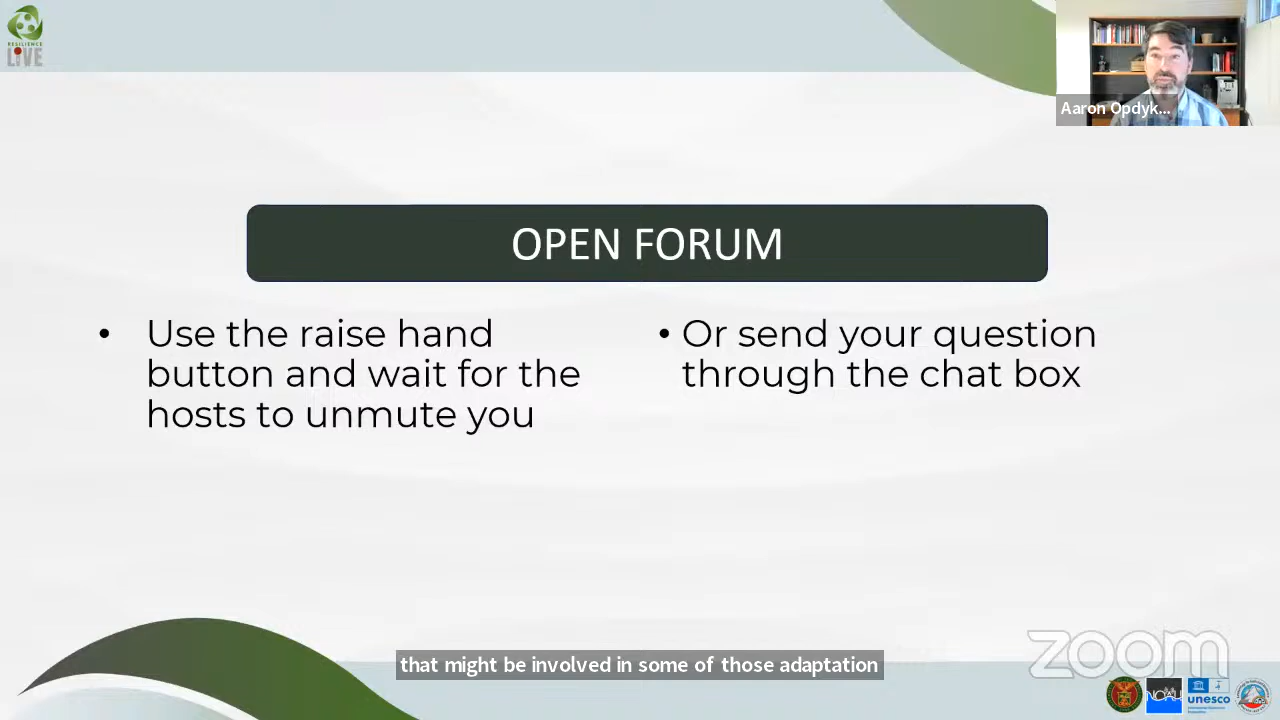 RESILIENCE
LIVE
Aaron Opdyk...
OPEN FORUM
• Use the raise hand
button and wait for the
hosts to unmute you
• Or send your question
through the chat box
that might be involved in some of those adaptation
zoom
NOAH
unesco